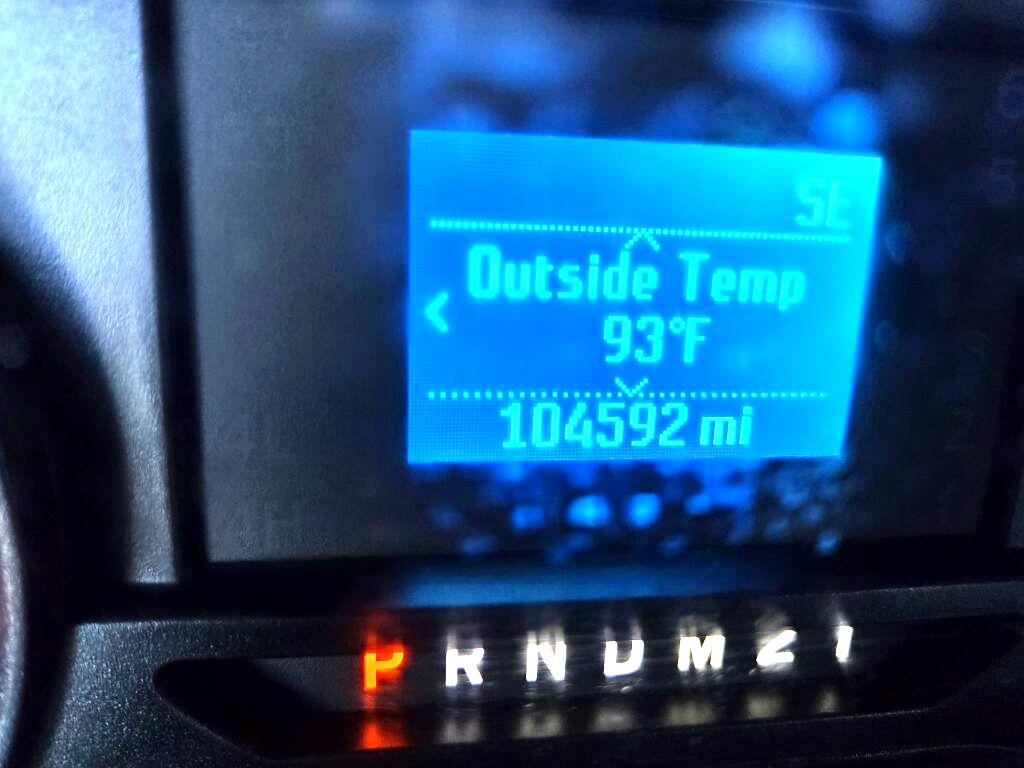 SE
Outside Temp
93°F
104592 mi
P R N D M 2 1